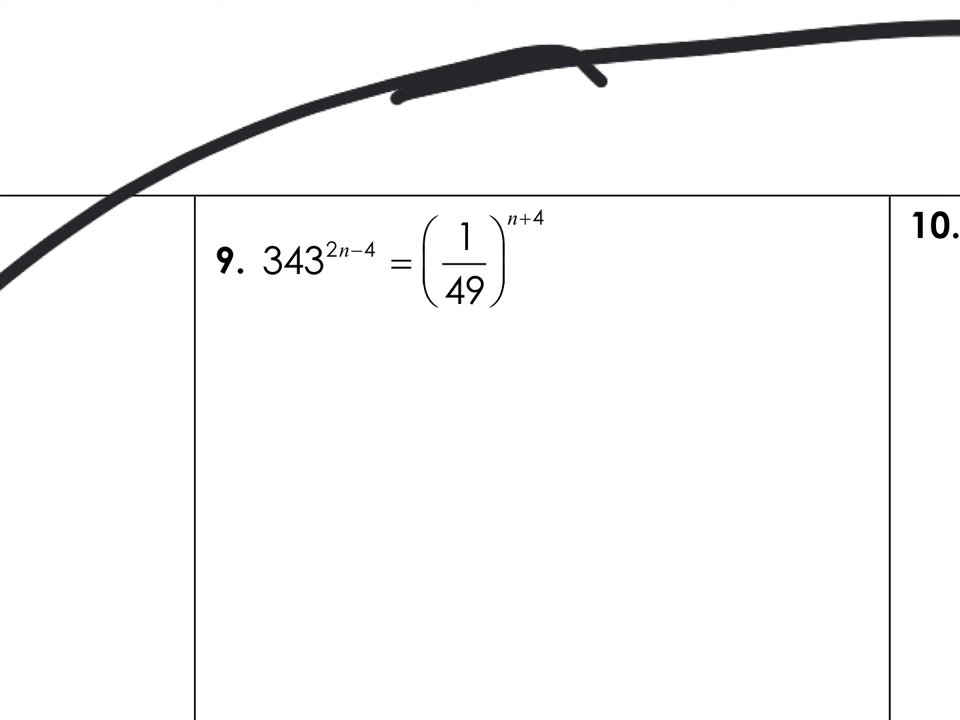 9. 343^{2n−4} = (1/49)^{n+4}
10.